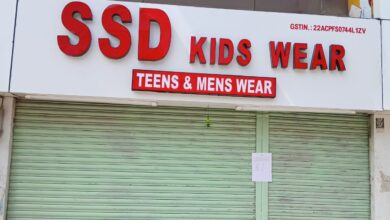 GSTIN.: 22ACPFS0744L1ZV
SSD KIDS WEAR
TEENS & MENS WEAR